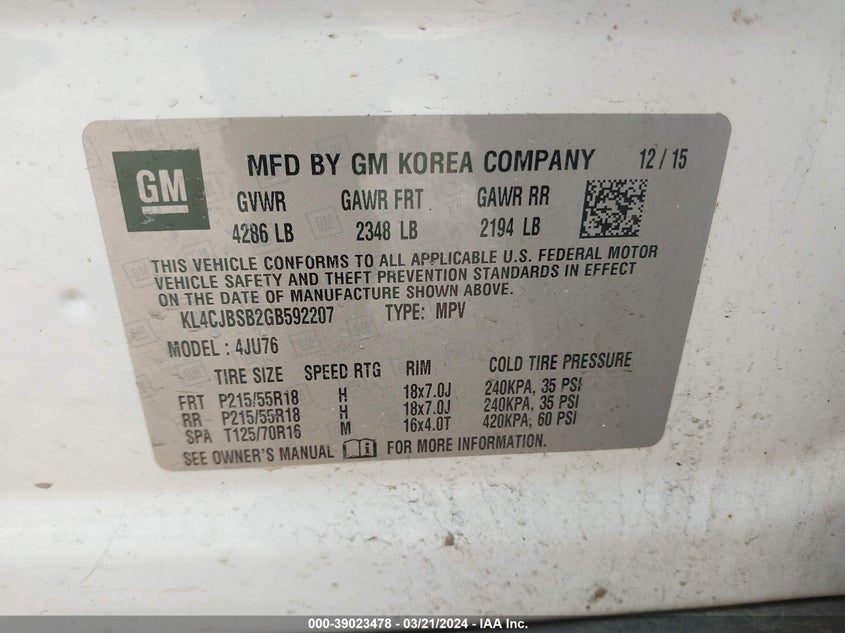 GM
MFD BY GM KOREA COMPANY 12 / 15
GVWR GAWR FRT GAWR RR
4286 LB 2348 LB 2194 LB
THIS VEHICLE CONFORMS TO ALL APPLICABLE U.S. FEDERAL MOTOR
VEHICLE SAFETY AND THEFT PREVENTION STANDARDS IN EFFECT
ON THE DATE OF MANUFACTURE SHOWN ABOVE.
KL4CJBSB2GB592207 TYPE: MPV
MODEL : 4JU76
TIRE SIZE SPEED RTG RIM COLD TIRE PRESSURE
FRT P215/55R18 H 18x7.0J 240KPA, 35 PSI
RR P215/55R18 H 18x7.0J 240KPA, 35 PSI
SPA T125/70R16 M 16x4.0T 420KPA, 60 PSI
SEE OWNER'S MANUAL FOR MORE INFORMATION.
000-39023478 - 03/21/2024 - IAA Inc.